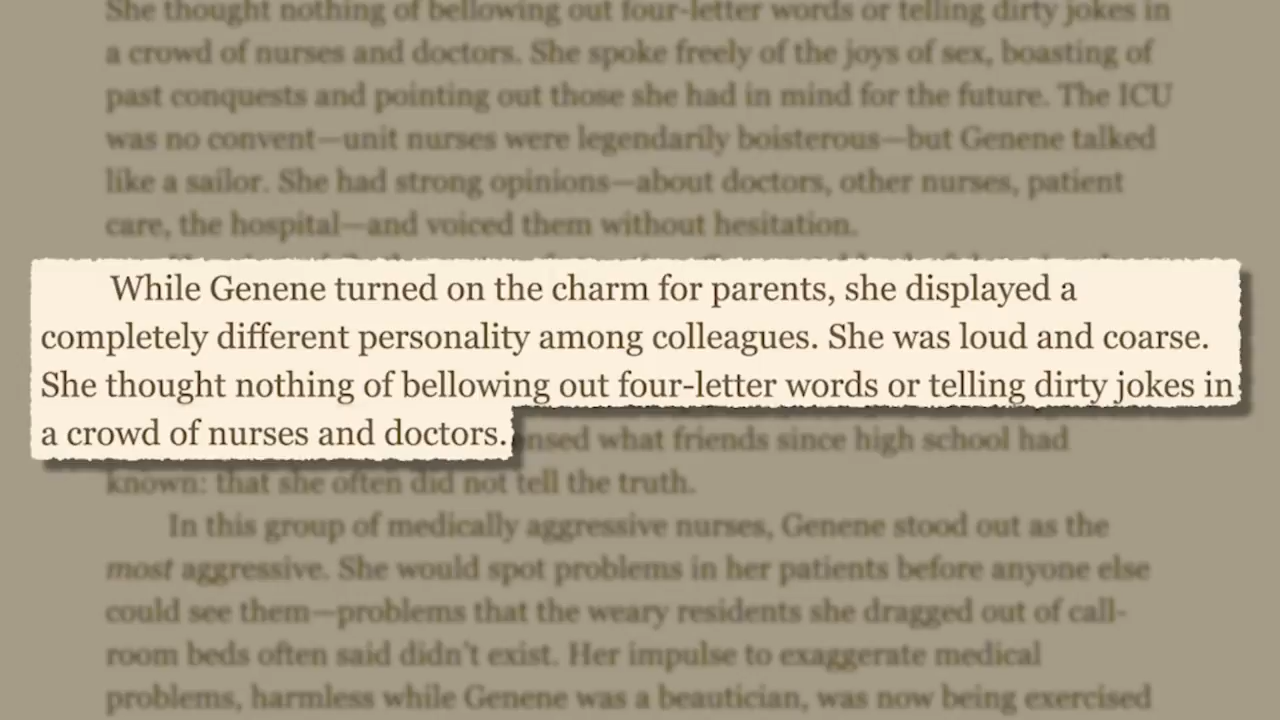 She thought nothing of bellowing out four-letter words or telling dirty jokes in
a crowd of nurses and doctors. She spoke freely of the joys of sex, boasting of
past conquests and pointing out those she had in mind for the future. The ICU
was no convent—unit nurses were legendarily boisterous—but Genene talked
like a sailor. She had strong opinions—about doctors, other nurses, patient
care, the hospital—and voiced them without hesitation.
While Genene turned on the charm for parents, she displayed a
completely different personality among colleagues. She was loud and coarse.
She thought nothing of bellowing out four-letter words or telling dirty jokes in
a crowd of nurses and doctors.
what friends since high school had
known: that she often did not tell the truth.
In this group of medically aggressive nurses, Genene stood out as the
most aggressive. She would spot problems in her patients before anyone else
could see them—problems that the weary residents she dragged out of call-
room beds often said didn't exist. Her impulse to exaggerate medical
problems, harmless while Genene was a beautician, was now being exercised